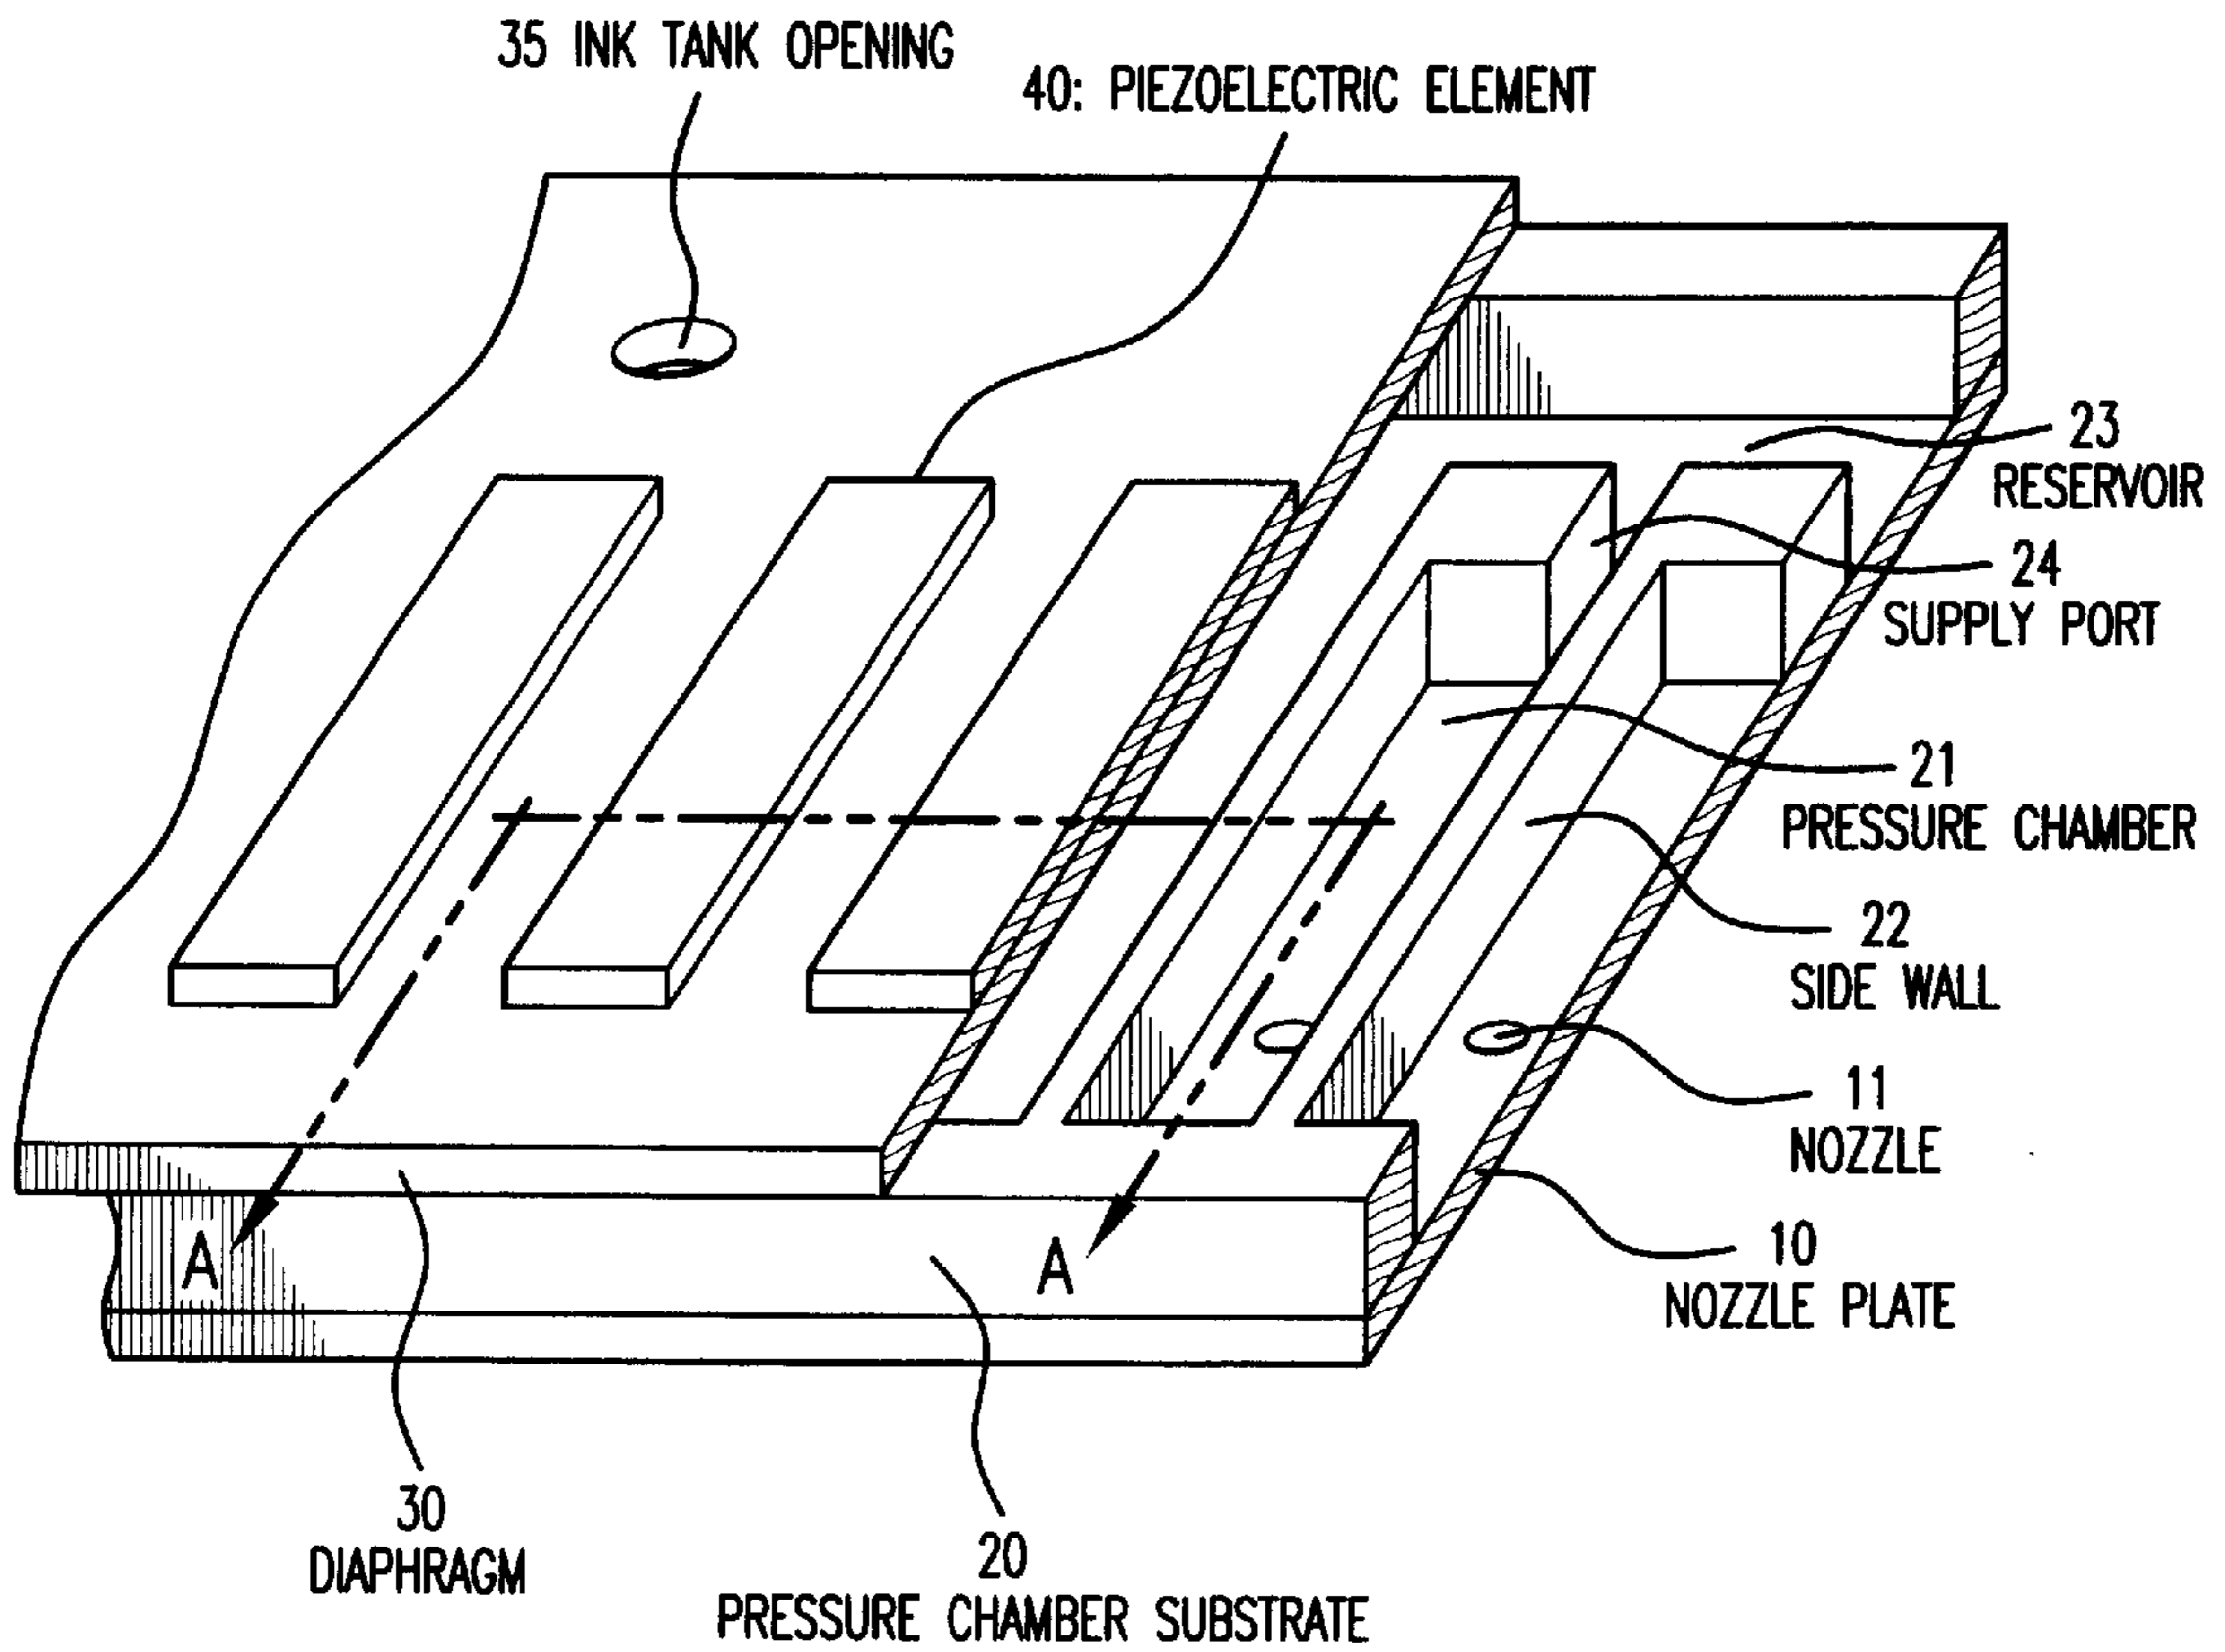 35 INK TANK OPENING
40: PIEZOELECTRIC ELEMENT
23
RESERVOIR
24
SUPPLY PORT
21
PRESSURE CHAMBER
22
SIDE WALL
11
NOZZLE
10
NOZZLE PLATE
A
A
30
DIAPHRAGM
20
PRESSURE CHAMBER SUBSTRATE